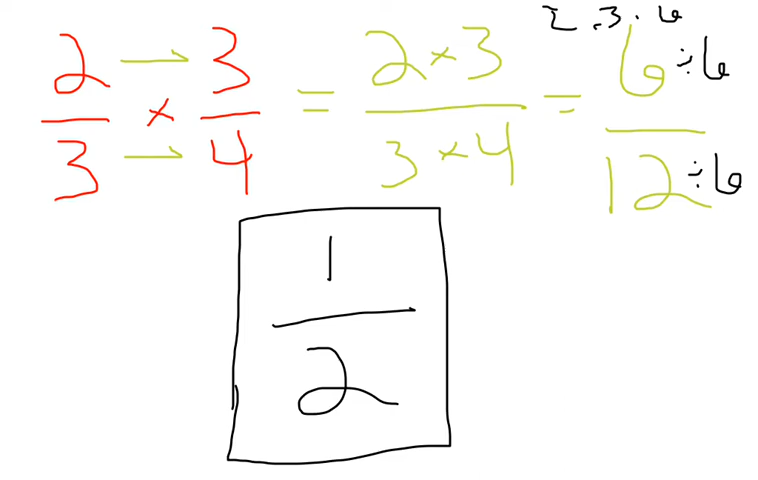 2, 3, 6
2/3 → × → 3/4 = 2 × 3 / 3 × 4 = 6 ÷ 6 / 12 ÷ 6
1/2